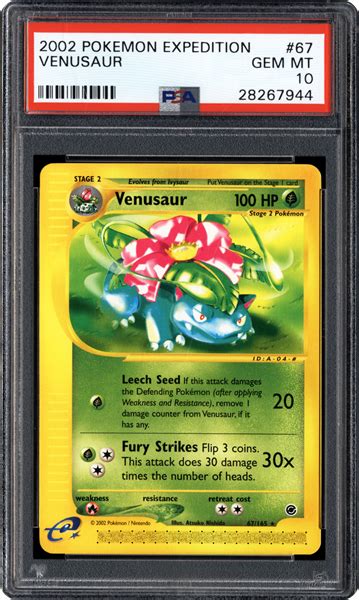 2002 POKEMON EXPEDITION #67
VENUSAUR GEM MT
10
PSA 28267944
STAGE 2 Evolves from Ivysaur Put Venusaur on the Stage 1 card
Venusaur 100 HP
Stage 2 Pokémon
ID:A-04-#
Leech Seed If this attack damages
the Defending Pokémon (after applying
Weakness and Resistance), remove 1
damage counter from Venusaur, if it
has any.
20
Fury Strikes Flip 3 coins.
This attack does 30 damage
times the number of heads.
30x
weakness resistance retreat cost
e
© 2002 Pokémon / Nintendo Illus. Atsuko Nishida 67/165